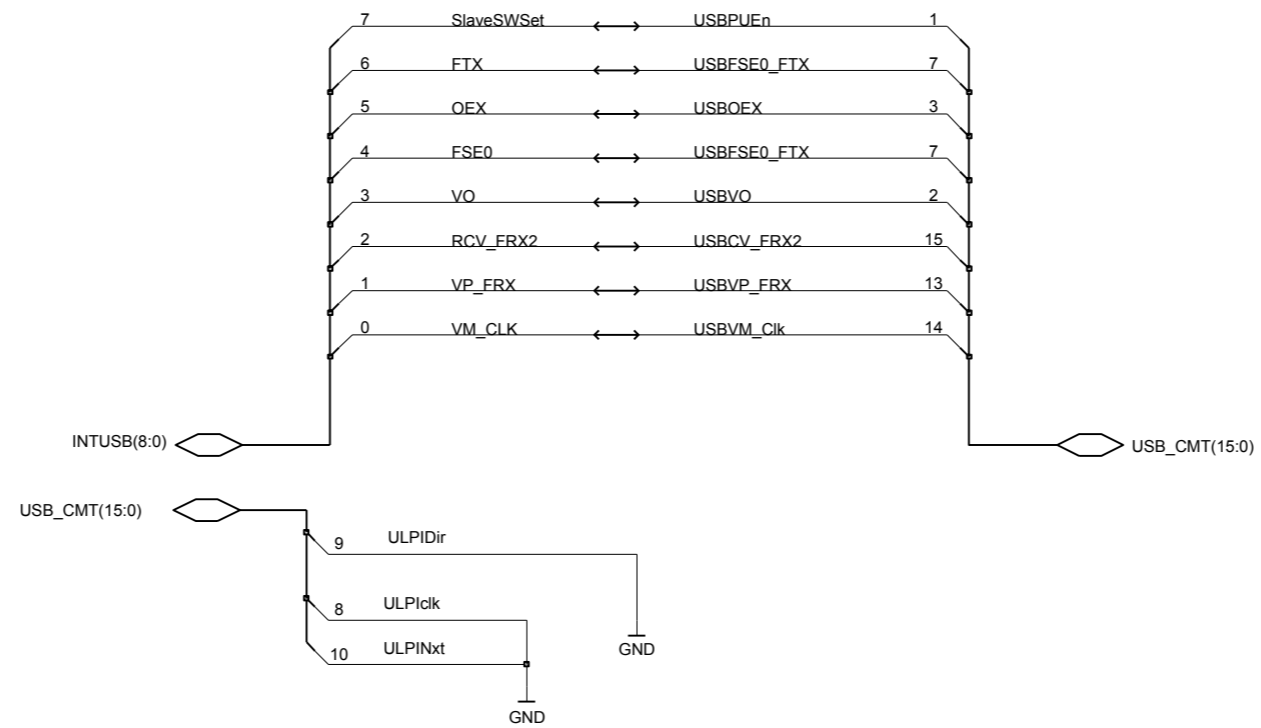 7 SlaveSWSet USBPUEn 1
6 FTX USBFSE0_FTX 7
5 OEX USBOEX 3
4 FSE0 USBFSE0_FTX 7
3 VO USBVO 2
2 RCV_FRX2 USBCV_FRX2 15
1 VP_FRX USBVP_FRX 13
0 VM_CLK USBVM_Clk 14
INTUSB(8:0) USB_CMT(15:0)
USB_CMT(15:0)
9 ULPIDir
8 ULPIclk
10 ULPINxt
GND
GND